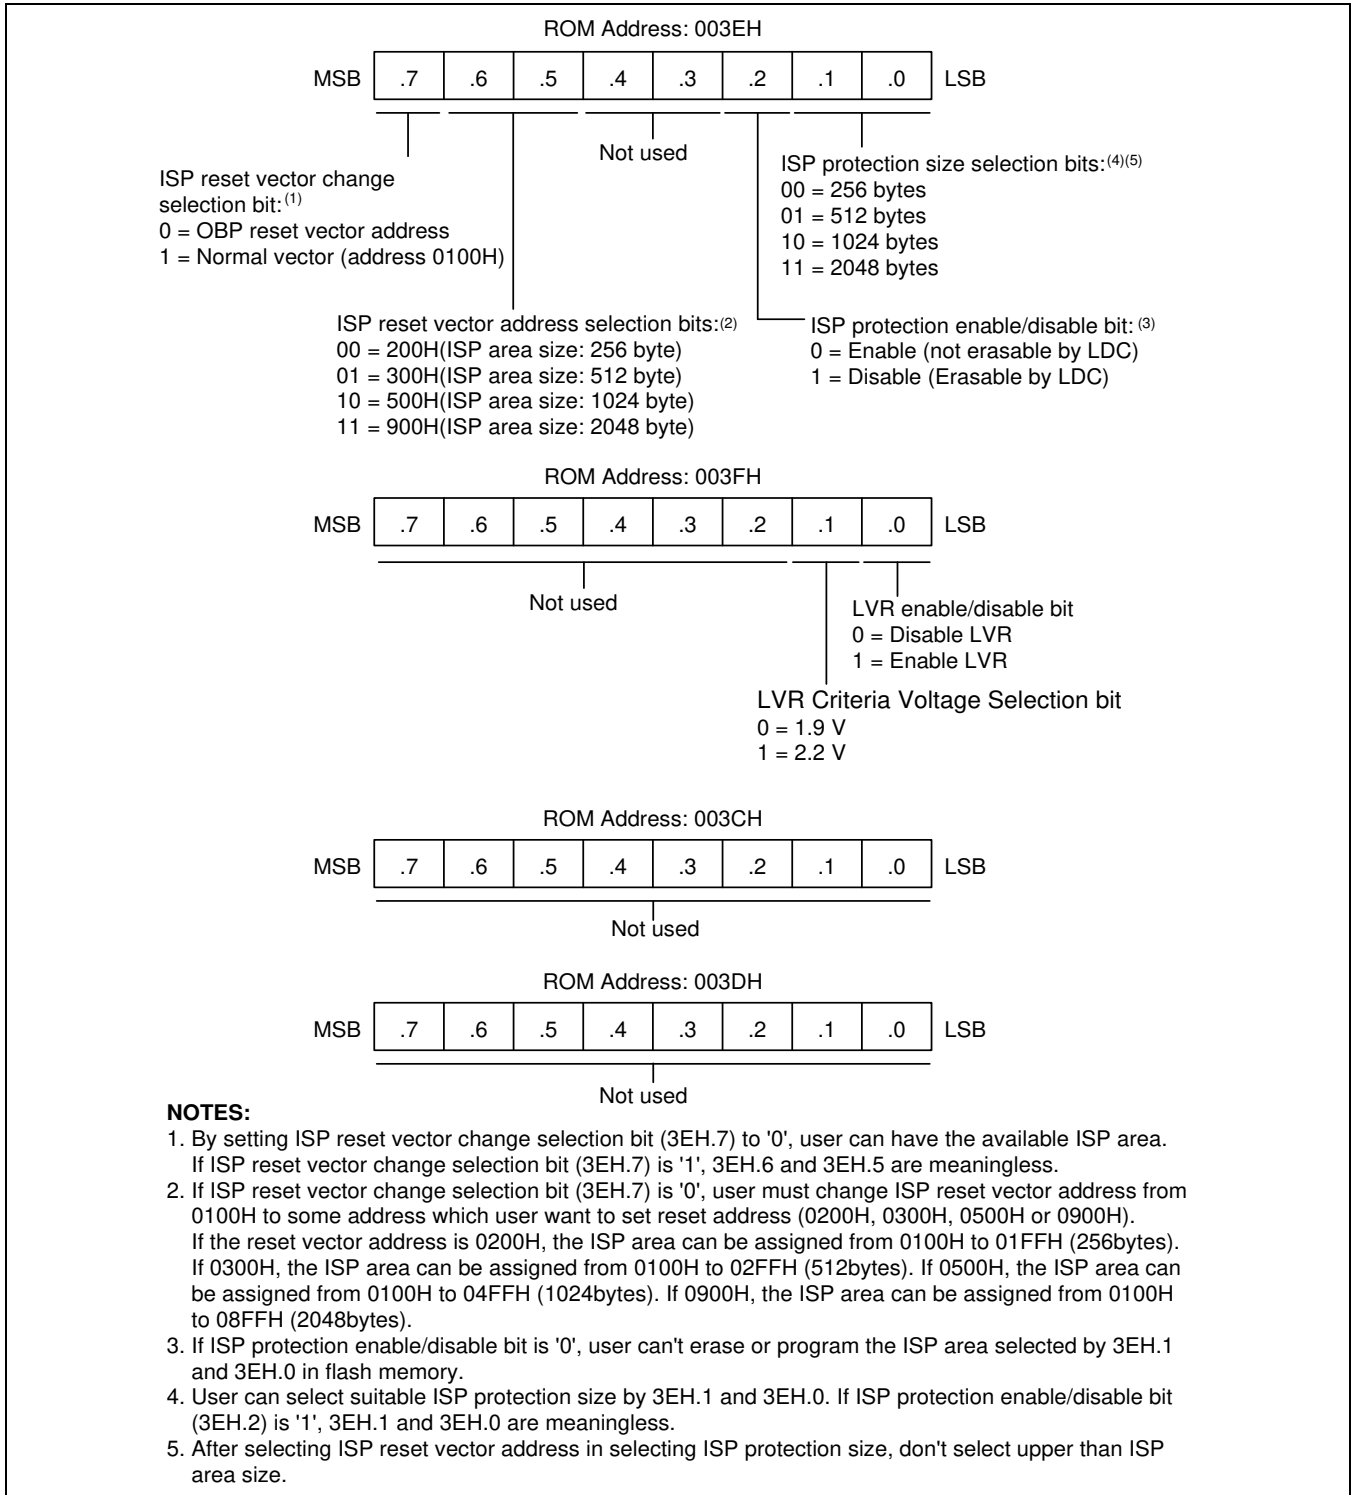 ROM Address: 003EH
MSB .7 .6 .5 .4 .3 .2 .1 .0 LSB
Not used
ISP reset vector change
selection bit:(1)
0 = OBP reset vector address
1 = Normal vector (address 0100H)
ISP protection size selection bits:(4)(5)
00 = 256 bytes
01 = 512 bytes
10 = 1024 bytes
11 = 2048 bytes
ISP reset vector address selection bits:(2)
00 = 200H(ISP area size: 256 byte)
01 = 300H(ISP area size: 512 byte)
10 = 500H(ISP area size: 1024 byte)
11 = 900H(ISP area size: 2048 byte)
ISP protection enable/disable bit: (3)
0 = Enable (not erasable by LDC)
1 = Disable (Erasable by LDC)
ROM Address: 003FH
MSB .7 .6 .5 .4 .3 .2 .1 .0 LSB
Not used
LVR enable/disable bit
0 = Disable LVR
1 = Enable LVR
LVR Criteria Voltage Selection bit
0 = 1.9 V
1 = 2.2 V
ROM Address: 003CH
MSB .7 .6 .5 .4 .3 .2 .1 .0 LSB
Not used
ROM Address: 003DH
MSB .7 .6 .5 .4 .3 .2 .1 .0 LSB
Not used
NOTES:
1. By setting ISP reset vector change selection bit (3EH.7) to '0', user can have the available ISP area.
If ISP reset vector change selection bit (3EH.7) is '1', 3EH.6 and 3EH.5 are meaningless.
2. If ISP reset vector change selection bit (3EH.7) is '0', user must change ISP reset vector address from
0100H to some address which user want to set reset address (0200H, 0300H, 0500H or 0900H).
If the reset vector address is 0200H, the ISP area can be assigned from 0100H to 01FFH (256bytes).
If 0300H, the ISP area can be assigned from 0100H to 02FFH (512bytes). If 0500H, the ISP area can
be assigned from 0100H to 04FFH (1024bytes). If 0900H, the ISP area can be assigned from 0100H
to 08FFH (2048bytes).
3. If ISP protection enable/disable bit is '0', user can't erase or program the ISP area selected by 3EH.1
and 3EH.0 in flash memory.
4. User can select suitable ISP protection size by 3EH.1 and 3EH.0. If ISP protection enable/disable bit
(3EH.2) is '1', 3EH.1 and 3EH.0 are meaningless.
5. After selecting ISP reset vector address in selecting ISP protection size, don't select upper than ISP
area size.